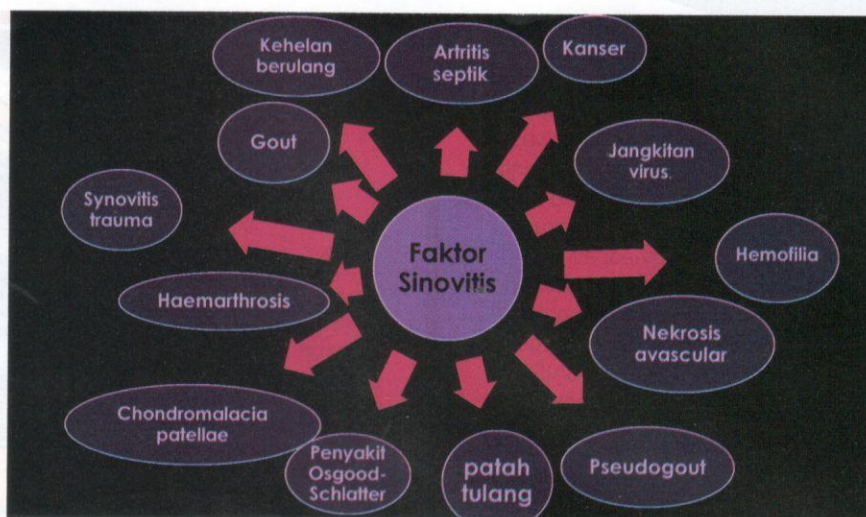 Kehelan
berulang
Artritis
septik
Kanser
Gout
Jangkitan
virus.
Synovitis
trauma
Faktor
Sinovitis
Hemofilia
Haemarthrosis
Nekrosis
avascular
Chondromalacia
patellae
Penyakit
Osgood-
Schlatter
patah
tulang
Pseudogout